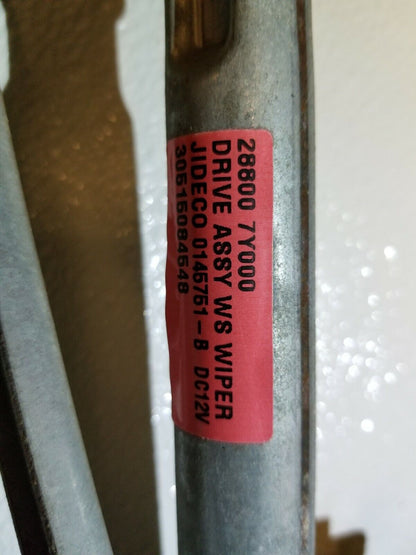 28800 7Y000
DRIVE ASSY WS WIPER
JIDECO 0145751-B DC12V
30515084548